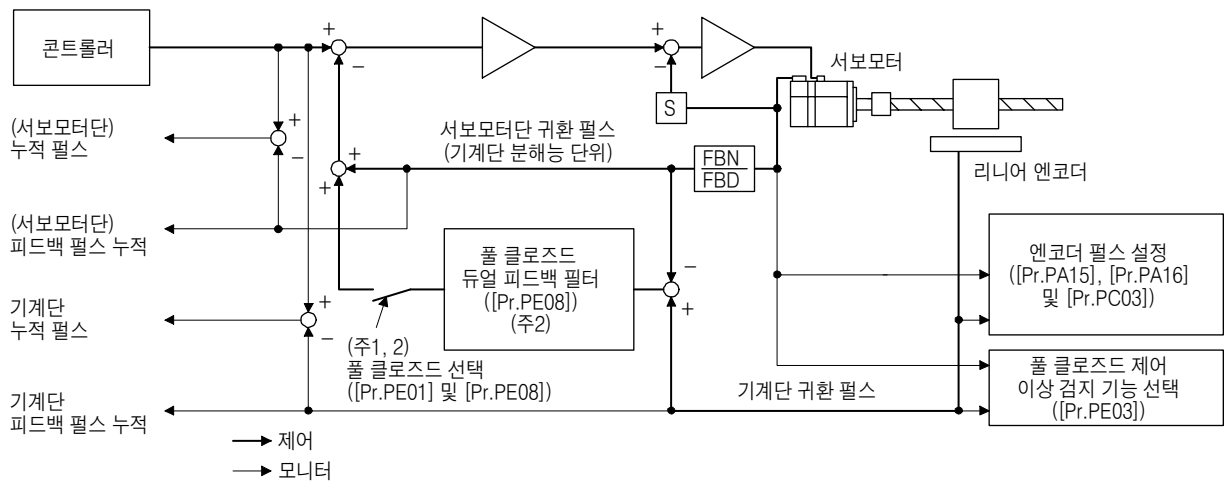 콘트롤러
+
−
+
−
서보모터
S
(서보모터단)
누적 펄스
+
−
서보모터단 귀환 펄스
(기계단 분해능 단위)
+
+
FBN
FBD
리니어 엔코더
(서보모터단)
피드백 펄스 누적
풀 클로즈드
듀얼 피드백 필터
([Pr.PE08])
(주2)
−
+
엔코더 펄스 설정
([Pr.PA15], [Pr.PA16]
및 [Pr.PC03])
기계단
누적 펄스
+
−
(주1, 2)
풀 클로즈드 선택
([Pr.PE01] 및 [Pr.PE08])
기계단 귀환 펄스
풀 클로즈드 제어
이상 검지 기능 선택
([Pr.PE03])
기계단
피드백 펄스 누적
제어
모니터